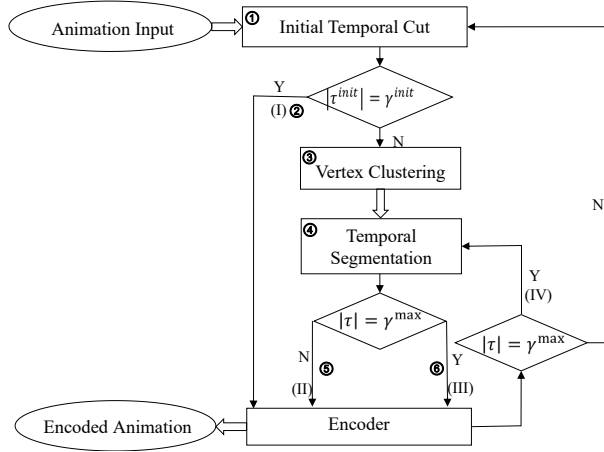 Animation Input
① Initial Temporal Cut
Y
|τ^{init}| = γ^{init}
(I) ②
N
③
Vertex Clustering
N
④
Temporal
Segmentation
Y
(IV)
|τ| = γ^{max}
|τ| = γ^{max}
N
Y
⑤
⑥
(II)
(III)
Encoded Animation
Encoder